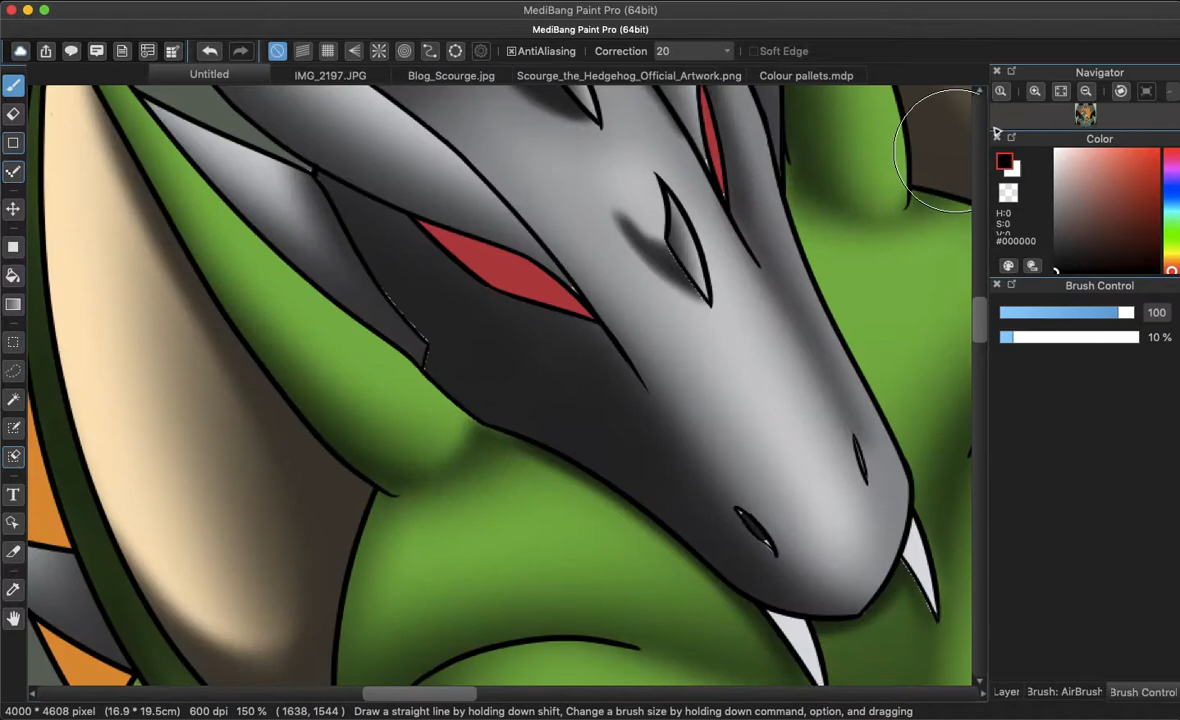 MediBang Paint Pro (64bit)
MediBang Paint Pro (64bit)
AntiAliasing Correction 20 Soft Edge
Untitled IMG_2197.JPG Blog_Scourge.jpg Scourge_the_Hedgehog_Official_Artwork.png Colour pallets.mdp
Navigator
Color
H:0
S:0
V:0
#000000
Brush Control
100
10 %
T
Layer Brush: AirBrush Brush Control
4000 * 4608 pixel (16.9 * 19.5cm) 600 dpi 150 % ( 1638, 1544 ) Draw a straight line by holding down shift, Change a brush size by holding down command, option, and dragging